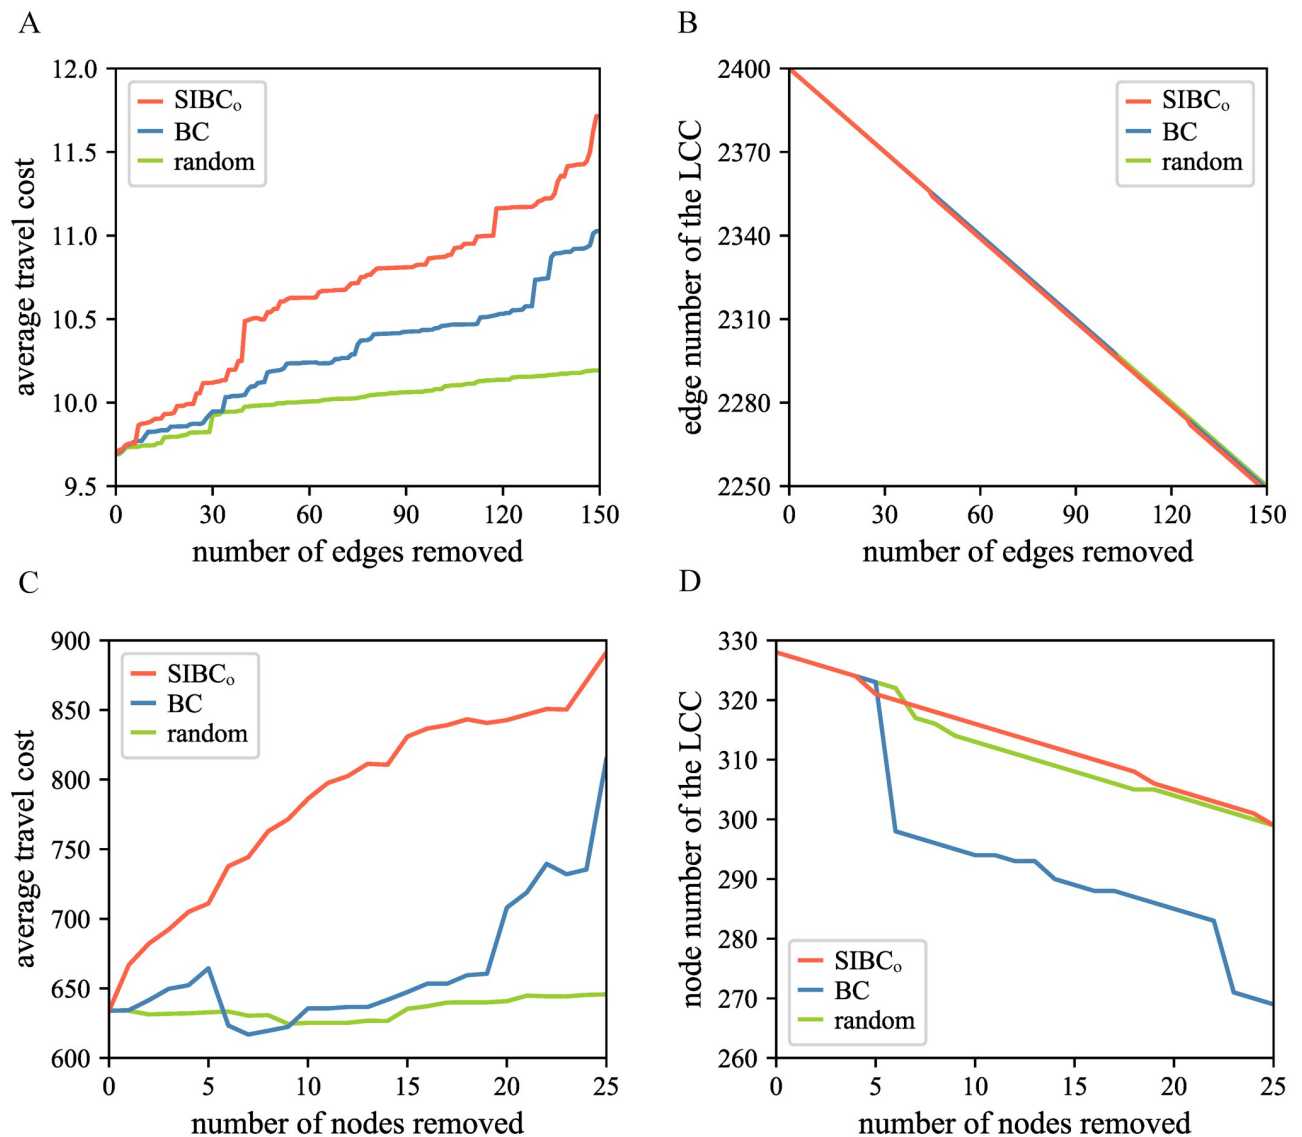 A
average travel cost
12.0
11.5
11.0
10.5
10.0
9.5
SIBCₒ
BC
random
0 30 60 90 120 150
number of edges removed
B
edge number of the LCC
2400
2370
2340
2310
2280
2250
SIBCₒ
BC
random
0 30 60 90 120 150
number of edges removed
C
average travel cost
900
850
800
750
700
650
600
SIBCₒ
BC
random
0 5 10 15 20 25
number of nodes removed
D
node number of the LCC
330
320
310
300
290
280
270
260
SIBCₒ
BC
random
0 5 10 15 20 25
number of nodes removed